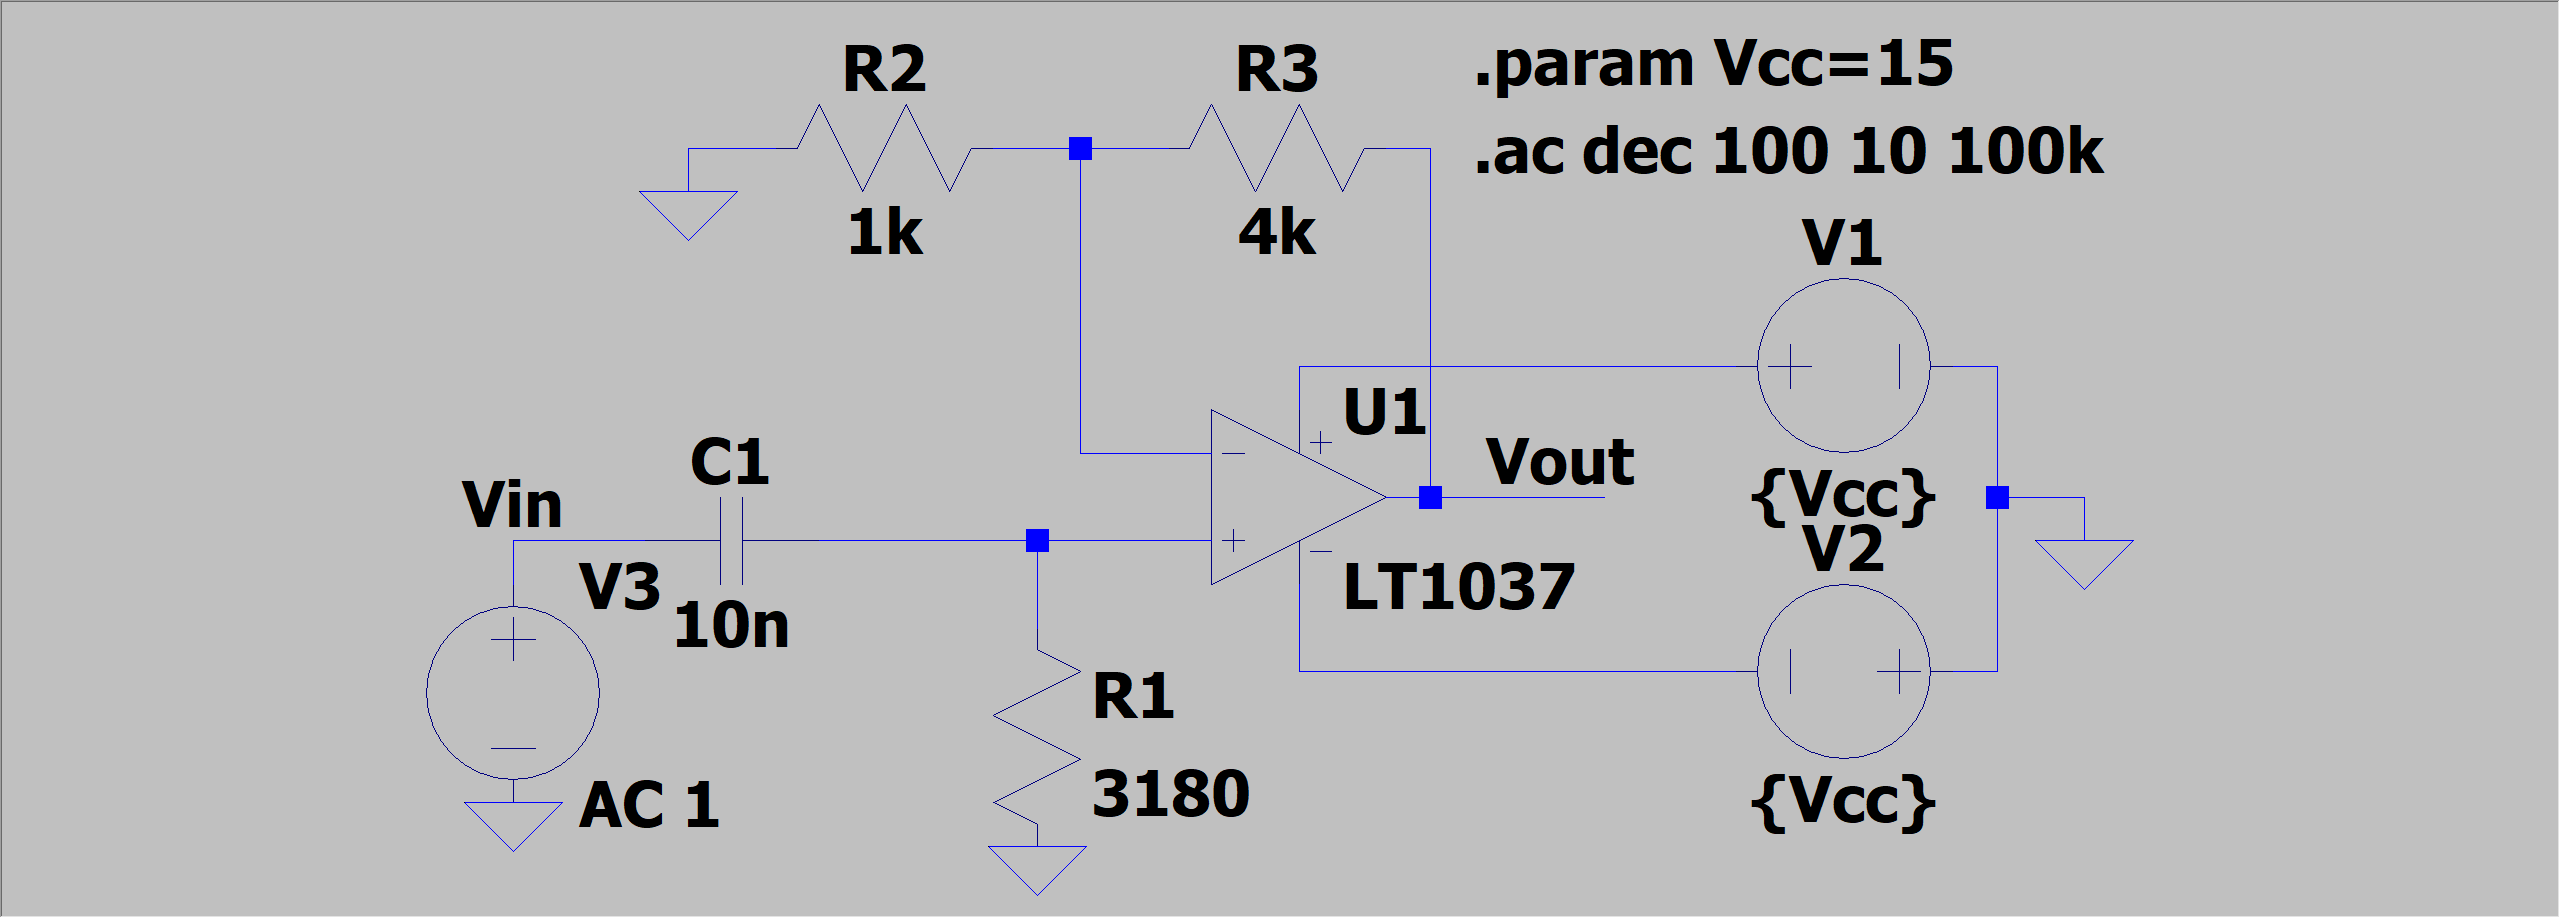 R2
R3
.param Vcc=15
.ac dec 100 10 100k
1k
4k
V1
U1
C1
Vout
Vin
{Vcc}
V2
V3
LT1037
10n
R1
3180
AC 1
{Vcc}